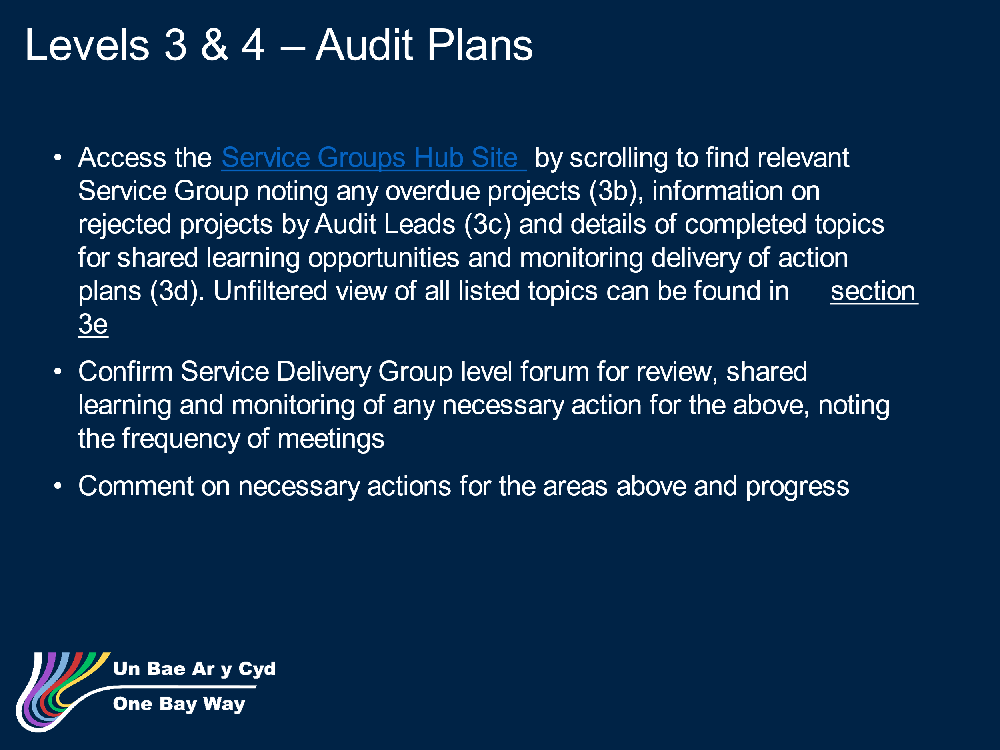 Levels 3 & 4 – Audit Plans
• Access the Service Groups Hub Site by scrolling to find relevant
Service Group noting any overdue projects (3b), information on
rejected projects by Audit Leads (3c) and details of completed topics
for shared learning opportunities and monitoring delivery of action
plans (3d). Unfiltered view of all listed topics can be found in section
3e
• Confirm Service Delivery Group level forum for review, shared
learning and monitoring of any necessary action for the above, noting
the frequency of meetings
• Comment on necessary actions for the areas above and progress
Un Bae Ar y Cyd
One Bay Way